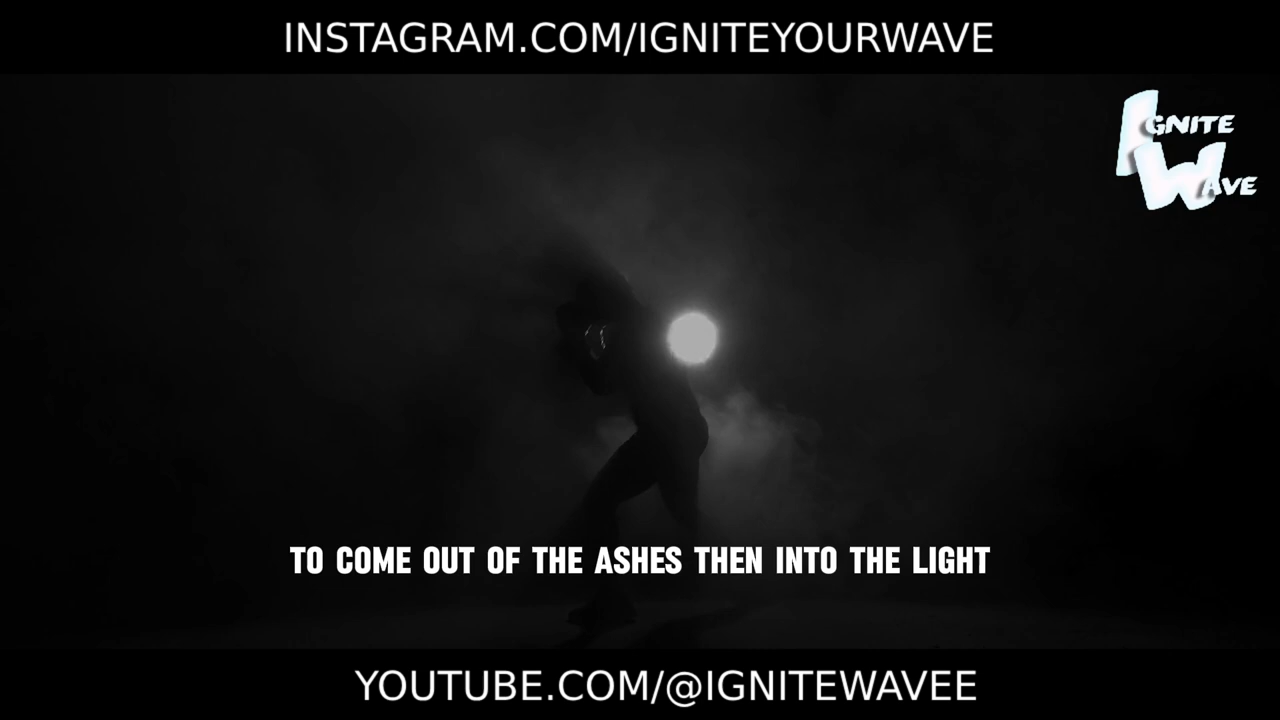 INSTAGRAM.COM/IGNITEYOURWAVE
IGNITE
WAVE
TO COME OUT OF THE ASHES THEN INTO THE LIGHT
YOUTUBE.COM/@IGNITEWAVEE